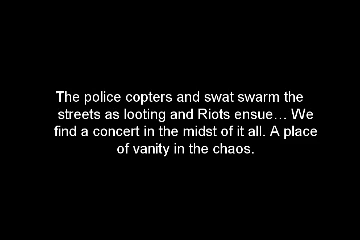 The police copters and swat swarm the
streets as looting and Riots ensue... We
find a concert in the midst of it all. A place
of vanity in the chaos.